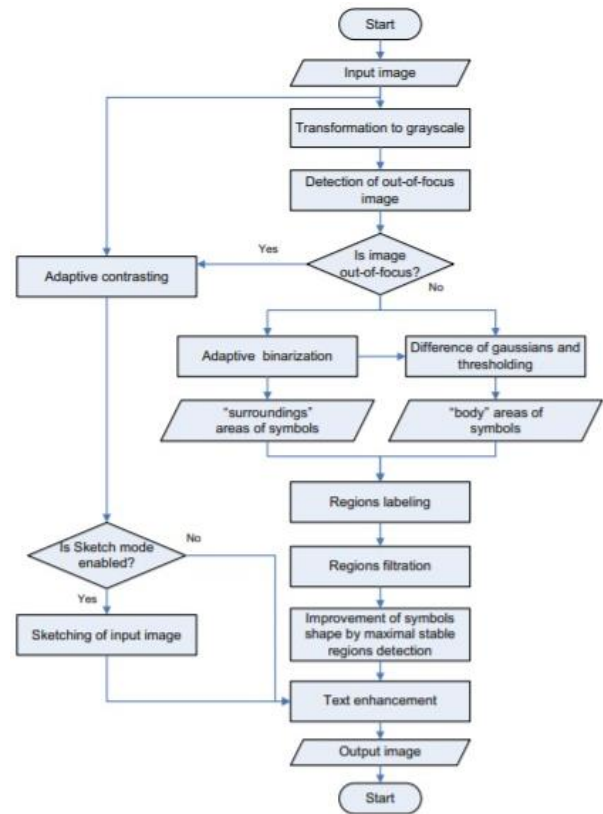 Start
Input image
Transformation to grayscale
Detection of out-of-focus
image
Yes
Is image
out-of-focus?
No
Adaptive contrasting
Adaptive binarization
Difference of gaussians and
thresholding
"surroundings"
areas of symbols
"body" areas of
symbols
Regions labeling
Is Sketch mode
enabled?
No
Yes
Regions filtration
Sketching of input image
Improvement of symbols
shape by maximal stable
regions detection
Text enhancement
Output image
Start